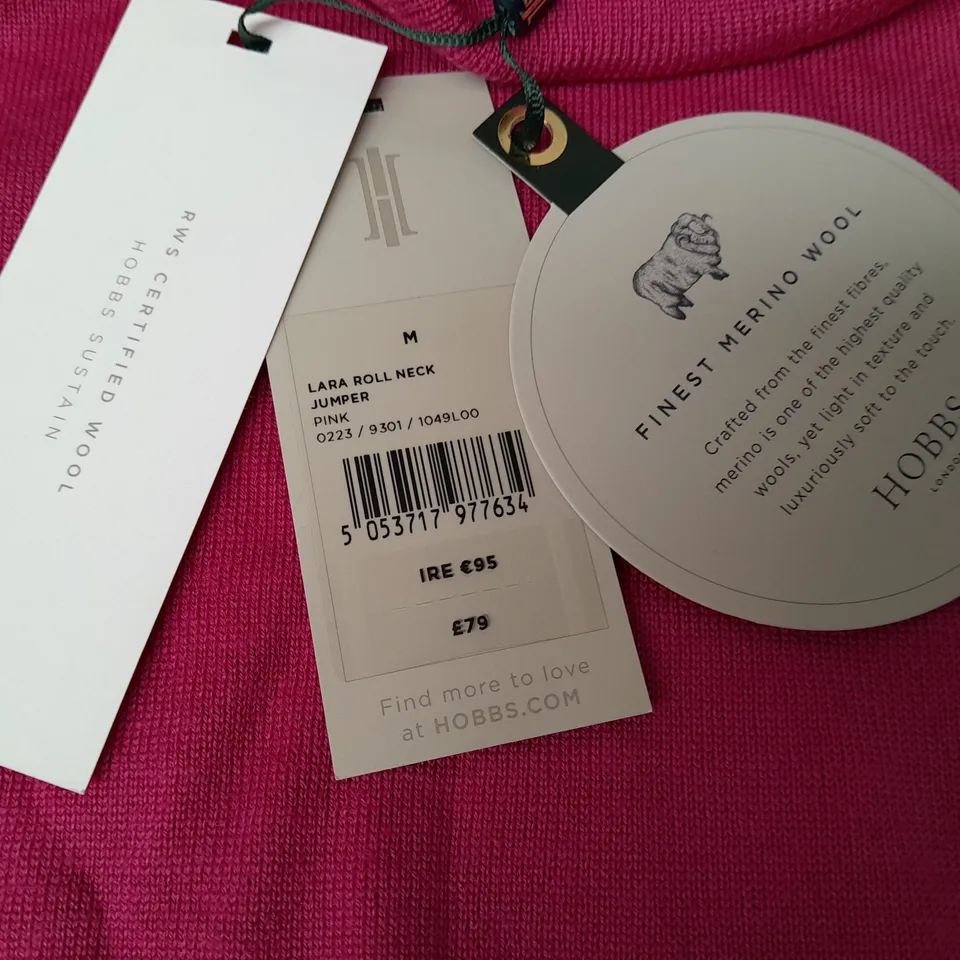 RWS CERTIFIED WOOL
HOBBS SUSTAIN
M
LARA ROLL NECK
JUMPER
PINK
0223 / 9301 / 1049L00
5 053717 977634
IRE €95
£79
Find more to love
at HOBBS.COM
FINEST MERINO WOOL
Crafted from the finest fibres,
merino is one of the highest quality
wools, yet light in texture and
luxuriously soft to the touch.
HOBBS
LONDON